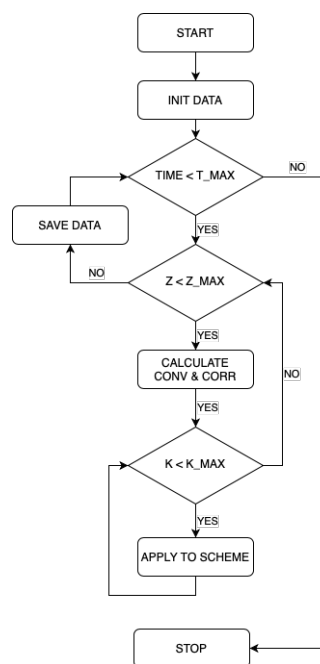 START
INIT DATA
TIME < T_MAX
NO
SAVE DATA
YES
Z < Z_MAX
NO
YES
CALCULATE
CONV & CORR
NO
YES
K < K_MAX
YES
APPLY TO SCHEME
STOP